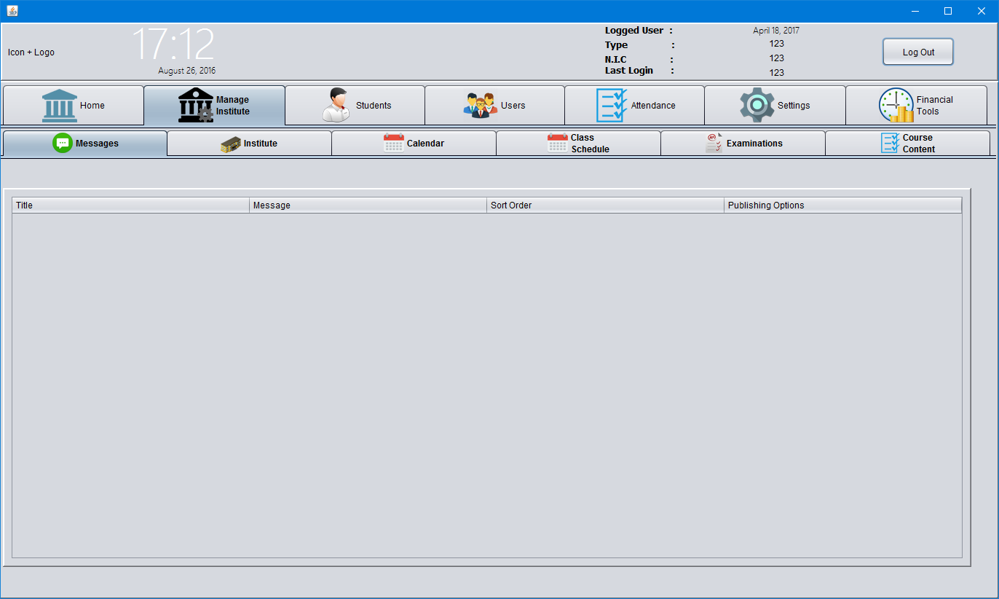 Icon + Logo
17:12
August 26, 2016
Logged User : April 18, 2017
Type : 123
N.I.C : 123
Last Login : 123
Log Out
Home
Manage
Institute
Students
Users
Attendance
Settings
Financial
Tools
Messages
Institute
Calendar
Class
Schedule
Examinations
Course
Content
Title
Message
Sort Order
Publishing Options